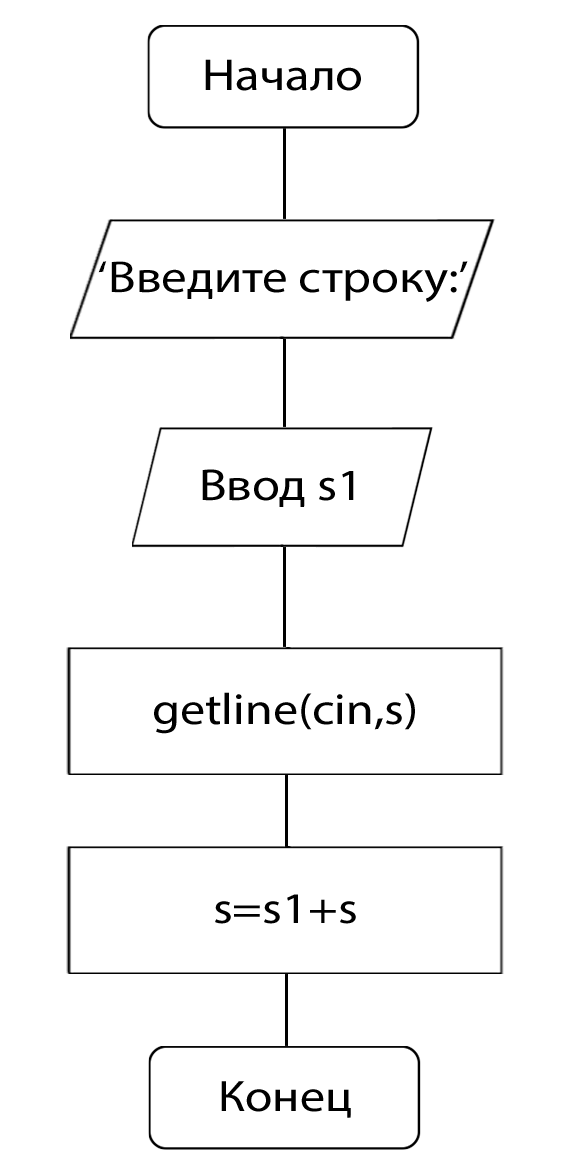 Начало
‘Введите строку:’
Ввод s1
getline(cin,s)
s=s1+s
Конец